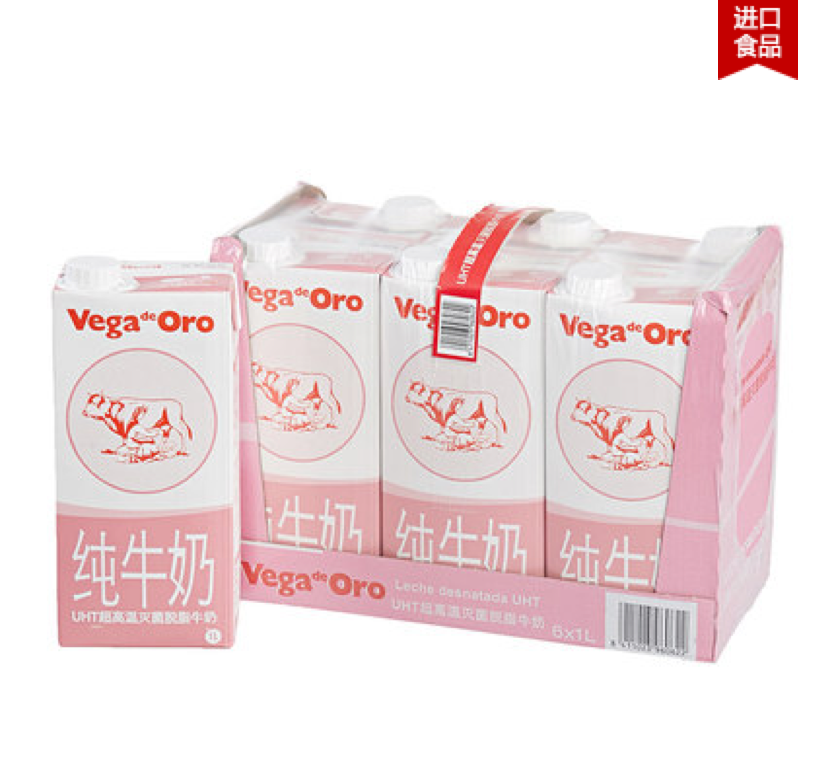 进口
食品
Vega de Oro
纯牛奶
UHT超高温灭菌脱脂牛奶
1L
Vega de Oro
纯牛奶
Vega de Oro
纯牛
Vega de Oro
纯牛
Vega de Oro
Leche desnatada UHT
UHT超高温灭菌脱脂牛奶
6x1L